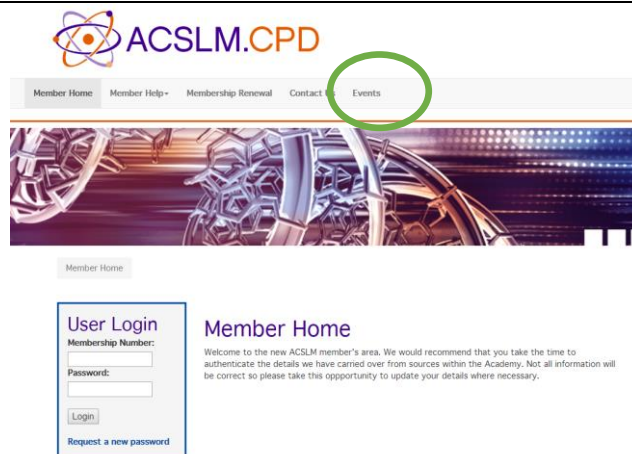 ACSLM.CPD
Member Home Member Help Membership Renewal Contact Us Events
Member Home
User Login
Membership Number:
Password:
Login
Request a new password
Member Home
Welcome to the new ACSLM member's area. We would recommend that you take the time to
authenticate the details we have carried over from sources within the Academy. Not all information will
be correct so please take this oppportunity to update your details where necessary.